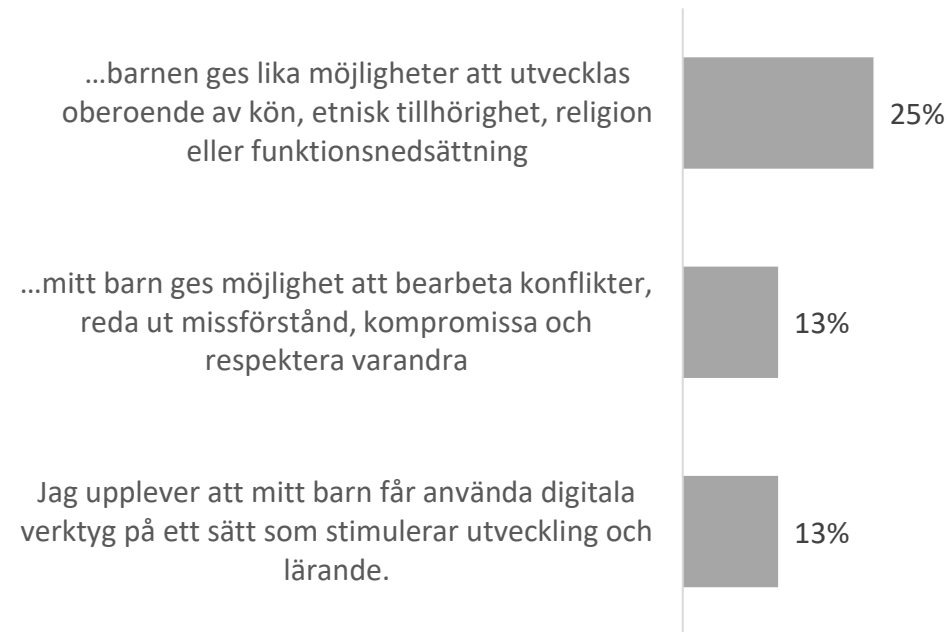 …barnen ges lika möjligheter att utvecklas
oberoende av kön, etnisk tillhörighet, religion
eller funktionsnedsättning
25%
…mitt barn ges möjlighet att bearbeta konflikter,
reda ut missförstånd, kompromissa och
respektera varandra
13%
Jag upplever att mitt barn får använda digitala
verktyg på ett sätt som stimulerar utveckling och
lärande.
13%